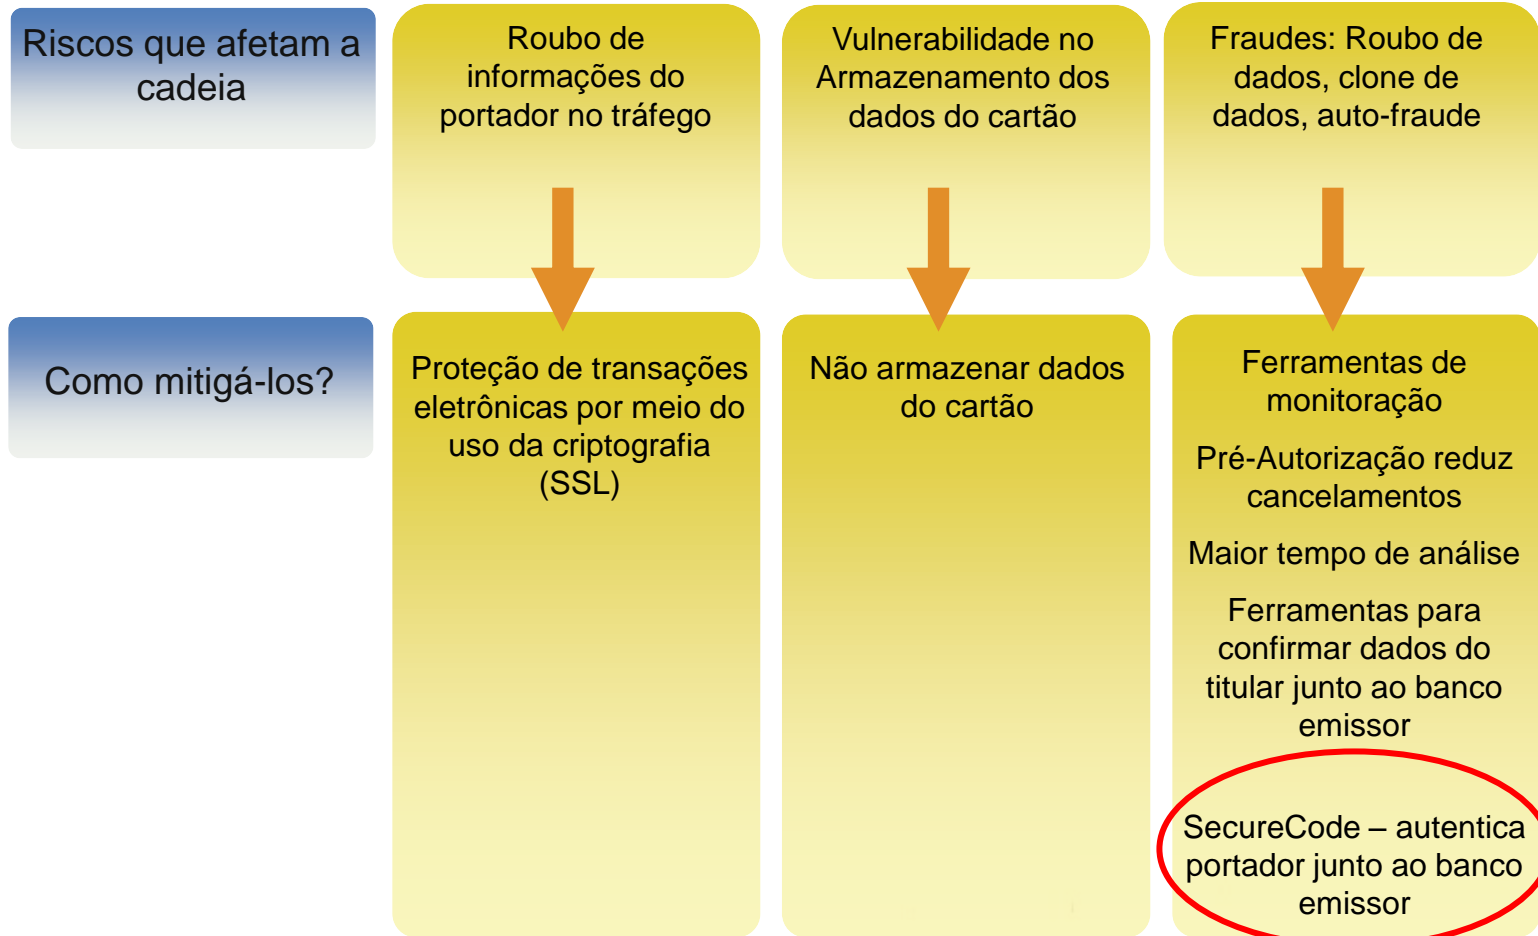 Riscos que afetam a
cadeia
Roubo de
informações do
portador no tráfego
Vulnerabilidade no
Armazenamento dos
dados do cartão
Fraudes: Roubo de
dados, clone de
dados, auto-fraude
Como mitigá-los?
Proteção de transações
eletrônicas por meio do
uso da criptografia
(SSL)
Não armazenar dados
do cartão
Ferramentas de
monitoração
Pré-Autorização reduz
cancelamentos
Maior tempo de análise
Ferramentas para
confirmar dados do
titular junto ao banco
emissor
SecureCode – autentica
portador junto ao banco
emissor